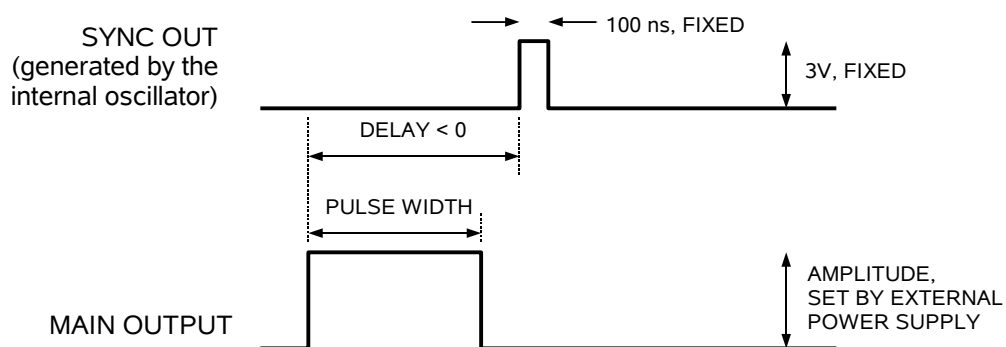 SYNC OUT
(generated by the
internal oscillator)
100 ns, FIXED
3V, FIXED
DELAY < 0
PULSE WIDTH
MAIN OUTPUT
AMPLITUDE,
SET BY EXTERNAL
POWER SUPPLY